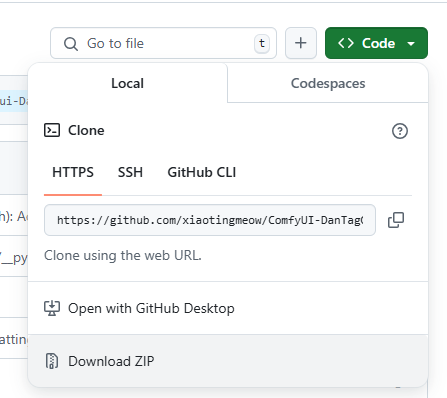 Go to file
t
Code
Local
Codespaces
Clone
HTTPS
SSH
GitHub CLI
https://github.com/xiaotingmeow/ComfyUI-DanTag
Clone using the web URL.
Open with GitHub Desktop
Download ZIP
ui-Da
h): Ad
/__py
atting